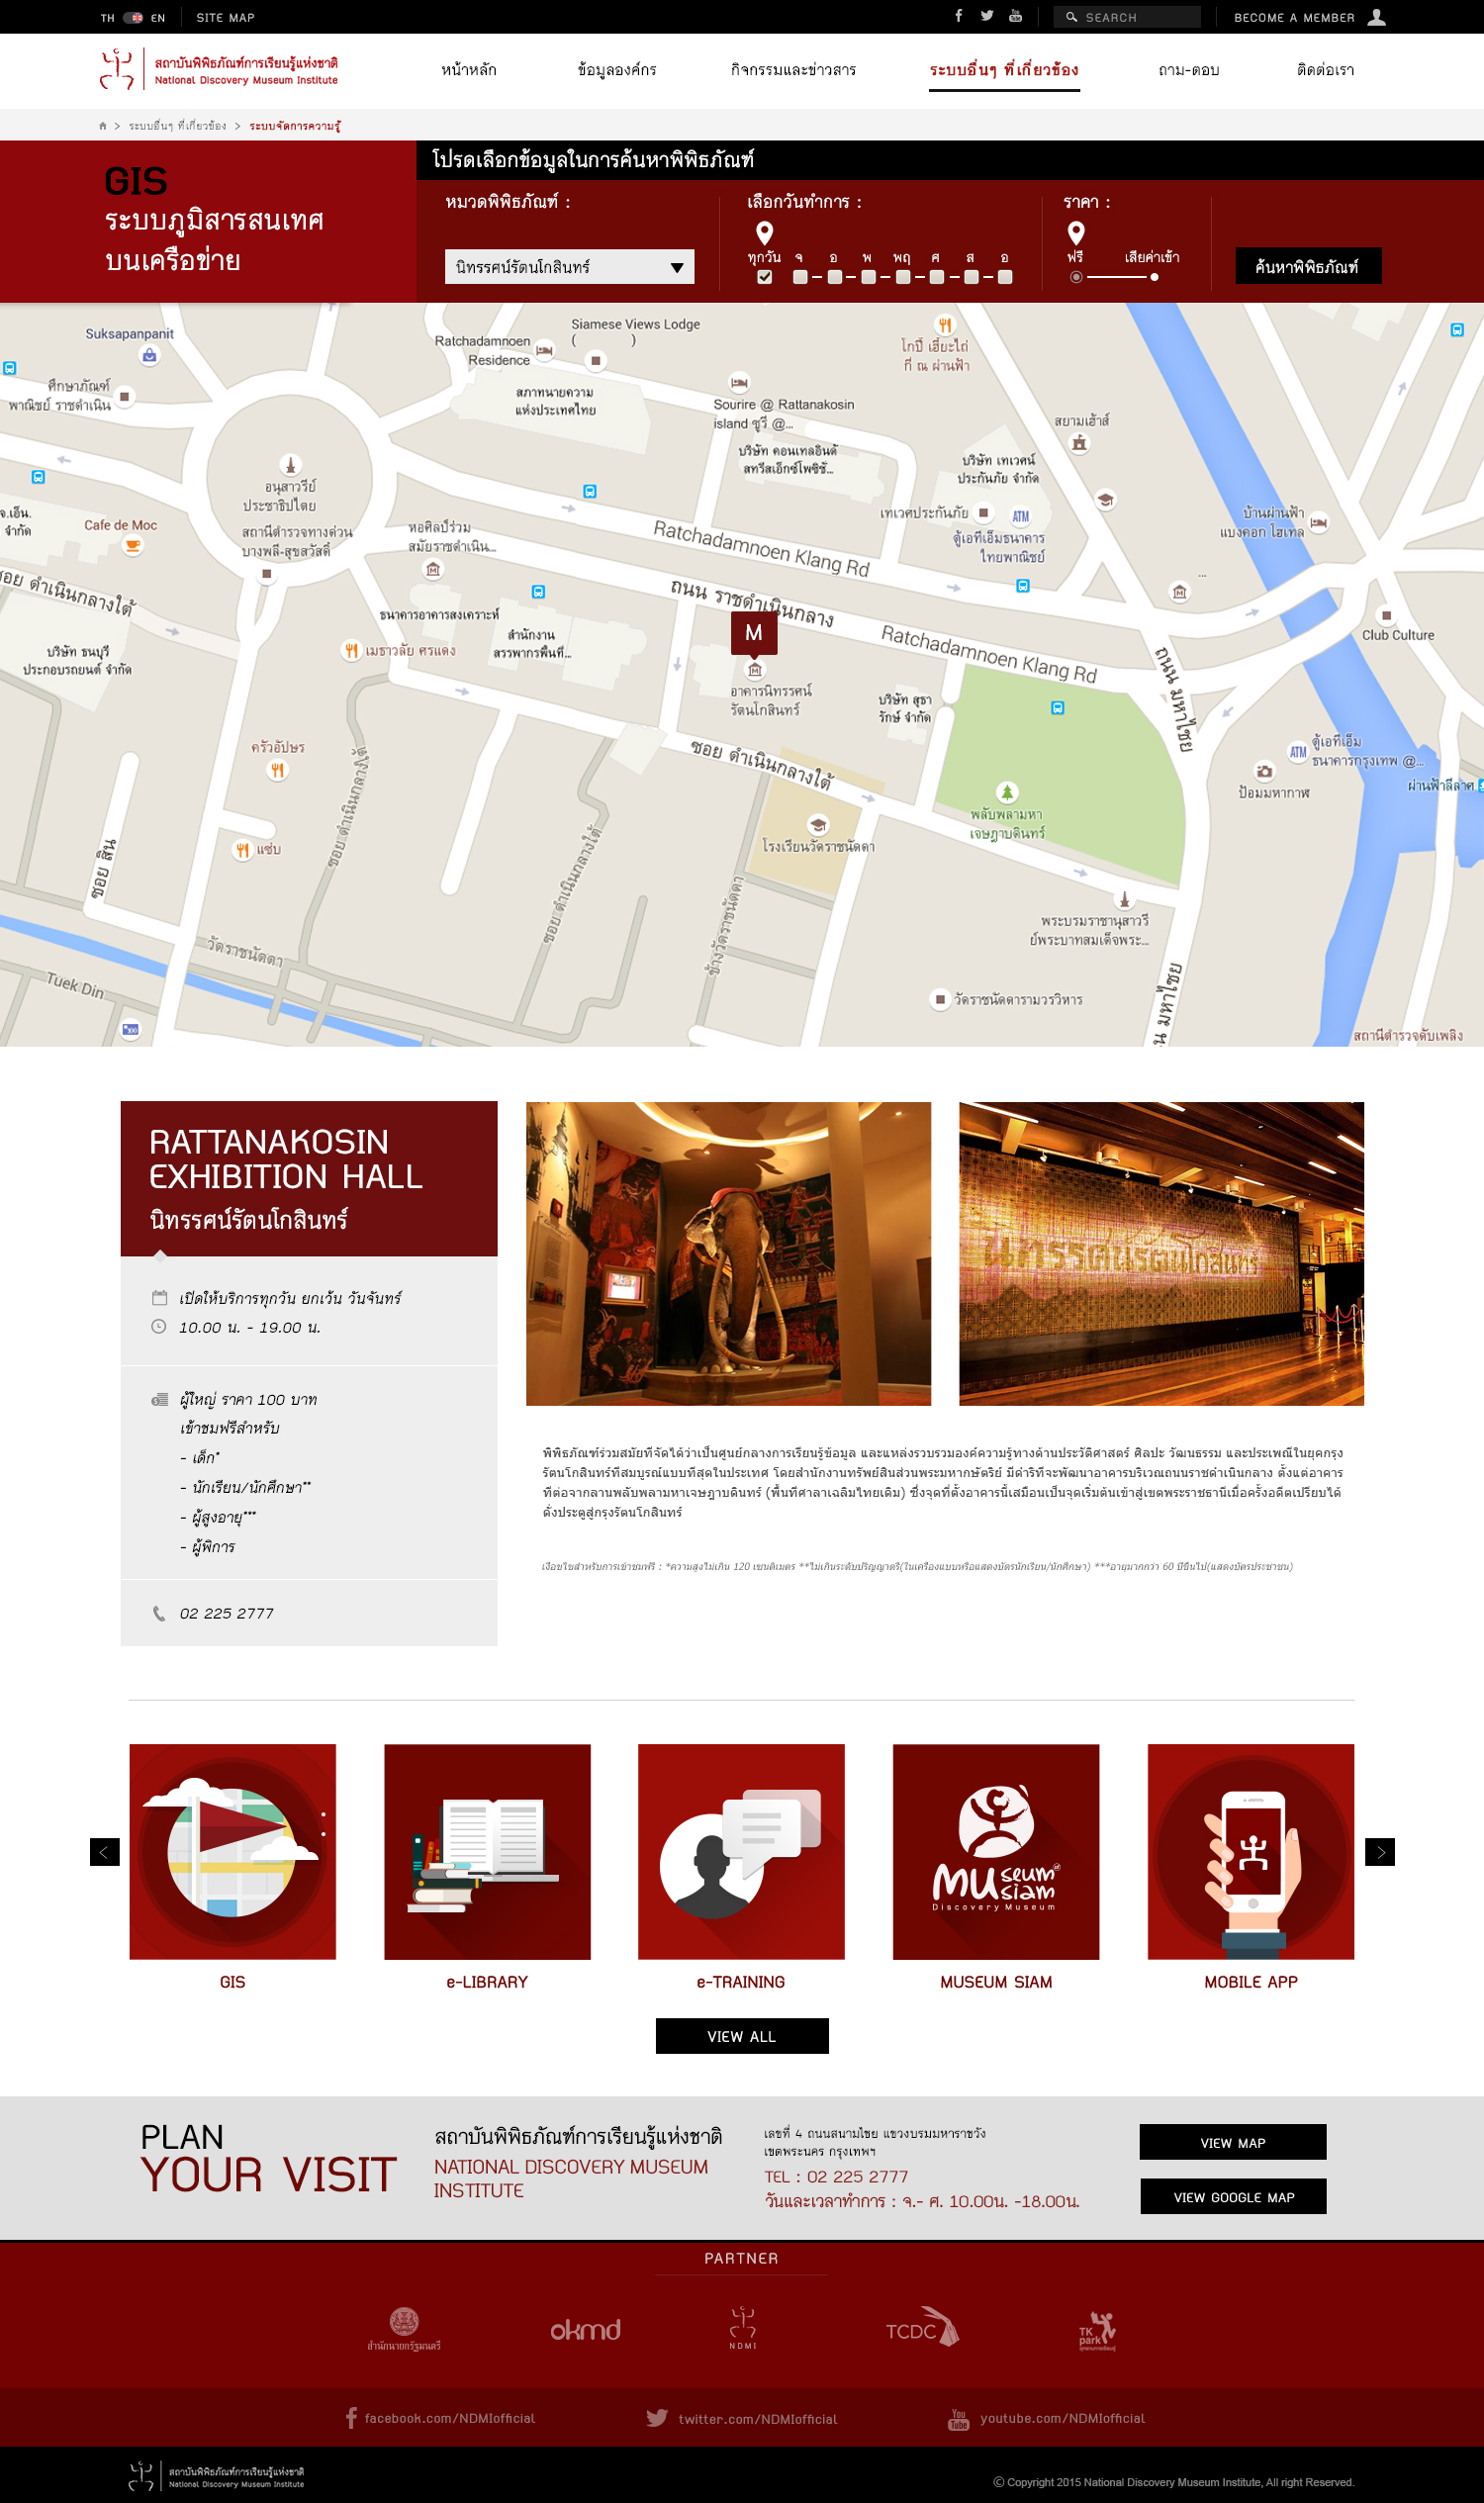 TH EN SITE MAP
SEARCH
BECOME A MEMBER
สถาบันพิพิธภัณฑ์การเรียนรู้แห่งชาติ
National Discovery Museum Institute
หน้าหลัก
ข้อมูลองค์กร
กิจกรรมและข่าวสาร
ระบบอื่นๆ ที่เกี่ยวข้อง
ถาม-ตอบ
ติดต่อเรา
> ระบบอื่นๆ ที่เกี่ยวข้อง > ระบบจัดการความรู้
GIS
ระบบภูมิสารสนเทศ
บนเครือข่าย
โปรดเลือกข้อมูลในการค้นหาพิพิธภัณฑ์
หมวดพิพิธภัณฑ์ :
นิทรรศน์รัตนโกสินทร์
เลือกวันทำการ :
ทุกวัน จ อ พ พฤ ศ ส อ
ราคา :
ฟรี เสียค่าเข้า
ค้นหาพิพิธภัณฑ์
Suksapanpanit
ศึกษาภัณฑ์
พาณิชย์ ราชดำเนิน
Ratchadamnoen
Residence
Siamese Views Lodge
( )
สภาทนายความ
แห่งประเทศไทย
Sourire @ Rattanakosin
island ซูรี @...
บริษัท คอนเทลอินดี้
สทรีสเอ็กซ์โพซิชั่...
โกปี๊ เฮี้ยะไถ่
กี่ ณ ผ่านฟ้า
สยามเฮ้าส์
บริษัท เทเวศน์
ประกันภัย จำกัด
เทเวศประกันภัย
ATM
ตู้เอทีเอ็มธนาคาร
ไทยพาณิชย์
บ้านผ่านฟ้า
แบงคอก โฮเทล
...
Club Culture
อนุสาวรีย์
ประชาธิปไตย
จ.เอ็น.
จำกัด
Cafe de Moc
สถานีตำรวจทางด่วน
บางพลี-สุขสวัสดิ์
หอศิลป์ร่วม
สมัยราชดำเนิน...
Ratchadamnoen Klang Rd
ถนน ราชดำเนินกลาง
Ratchadamnoen Klang Rd
ซอย ดำเนินกลางใต้
ธนาคารอาคารสงเคราะห์
สำนักงาน
สรรพากรพื้นที่...
บริษัท ธนบุรี
ประกอบรถยนต์ จำกัด
เมธาวลัย ศรแดง
M
อาคารนิทรรศน์
รัตนโกสินทร์
บริษัท สุธา
รักษ์ จำกัด
ถนน มหาไชย
ครัวอัปษร
ซอย ดำเนินกลางใต้
ซอย ดำเนินกลางใต้
ATM
ตู้เอทีเอ็ม
ธนาคารกรุงเทพ @...
ป้อมมหากาฬ
ผ่านฟ้าลีลาศ
พลับพลามหา
เจษฎาบดินทร์
โรงเรียนวัดราชนัดดา
แซ่บ
ซอย สิน
ซอย ดำเนินกลางใต้
ข้างวัดราชนัดดา
พระบรมราชานุสาวรี
ย์พระบาทสมเด็จพระ...
วัดราชนัดดา
Tuek Din
วัดราชนัดดารามวรวิหาร
ถนน มหาไชย
สถานีตำรวจดับเพลิง
RATTANAKOSIN
EXHIBITION HALL
นิทรรศน์รัตนโกสินทร์
เปิดให้บริการทุกวัน ยกเว้น วันจันทร์
10.00 น. - 19.00 น.
ผู้ใหญ่ ราคา 100 บาท
เข้าชมฟรีสำหรับ
- เด็ก*
- นักเรียน/นักศึกษา**
- ผู้สูงอายุ***
- ผู้พิการ
02 225 2777
นิทรรศน์รัตนโกสินทร์
พิพิธภัณฑ์ร่วมสมัยที่จัดได้ว่าเป็นศูนย์กลางการเรียนรู้ข้อมูล และแหล่งรวบรวมองค์ความรู้ทางด้านประวัติศาสตร์ ศิลปะ วัฒนธรรม และประเพณีในยุคกรุง
รัตนโกสินทร์ที่สมบูรณ์แบบที่สุดในประเทศ โดยสำนักงานทรัพย์สินส่วนพระมหากษัตริย์ มีดำริที่จะพัฒนาอาคารบริเวณถนนราชดำเนินกลาง ตั้งแต่อาคาร
ที่ต่อจากลานพลับพลามหาเจษฎาบดินทร์ (พื้นที่ศาลาเฉลิมไทยเดิม) ซึ่งจุดที่ตั้งอาคารนี้เสมือนเป็นจุดเริ่มต้นเข้าสู่เขตพระราชธานีเมื่อครั้งอดีตเปรียบได้
ดั่งประตูสู่กรุงรัตนโกสินทร์
เงื่อนไขสำหรับการเข้าชมฟรี : *ความสูงไม่เกิน 120 เซนติเมตร **ไม่เกินระดับปริญญาตรี(ในเครื่องแบบหรือแสดงบัตรนักเรียน/นักศึกษา) ***อายุมากกว่า 60 ปีขึ้นไป(แสดงบัตรประชาชน)
MUseum siam
Discovery Museum
GIS
e-LIBRARY
e-TRAINING
MUSEUM SIAM
MOBILE APP
VIEW ALL
PLAN
YOUR VISIT
สถาบันพิพิธภัณฑ์การเรียนรู้แห่งชาติ
NATIONAL DISCOVERY MUSEUM
INSTITUTE
เลขที่ 4 ถนนสนามไชย แขวงบรมมหาราชวัง
เขตพระนคร กรุงเทพฯ
TEL : 02 225 2777
วันและเวลาทำการ : จ.- ศ. 10.00น. -18.00น.
VIEW MAP
VIEW GOOGLE MAP
PARTNER
สำนักนายกรัฐมนตรี
okmd
NDMI
TCDC
TK
park
facebook.com/NDMIofficial
twitter.com/NDMIofficial
You
Tube
youtube.com/NDMIofficial
สถาบันพิพิธภัณฑ์การเรียนรู้แห่งชาติ
National Discovery Museum Institute
© Copyright 2015 National Discovery Museum Institute, All right Reserved.